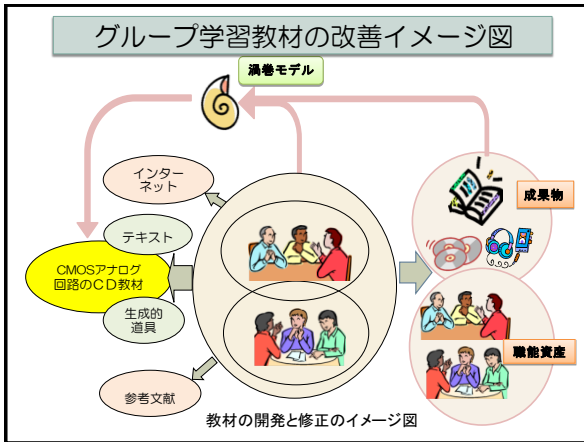 グループ学習教材の改善イメージ図
渦巻モデル
インター
ネット
テキスト
CMOSアナログ
回路のＣＤ教材
生成的
道具
参考文献
成果物
職能資産
教材の開発と修正のイメージ図